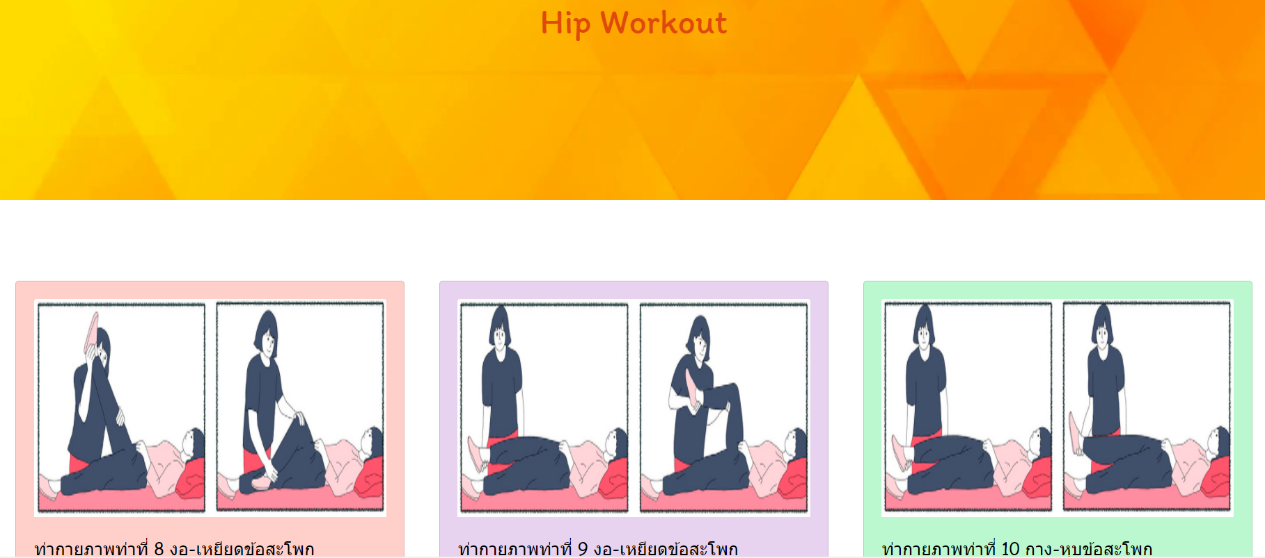 Hip Workout
ท่ากายภาพท่าที่ 8 งอ-เหยียดข้อสะโพก
ท่ากายภาพท่าที่ 9 งอ-เหยียดข้อสะโพก
ท่ากายภาพท่าที่ 10 กาง-หุบข้อสะโพก